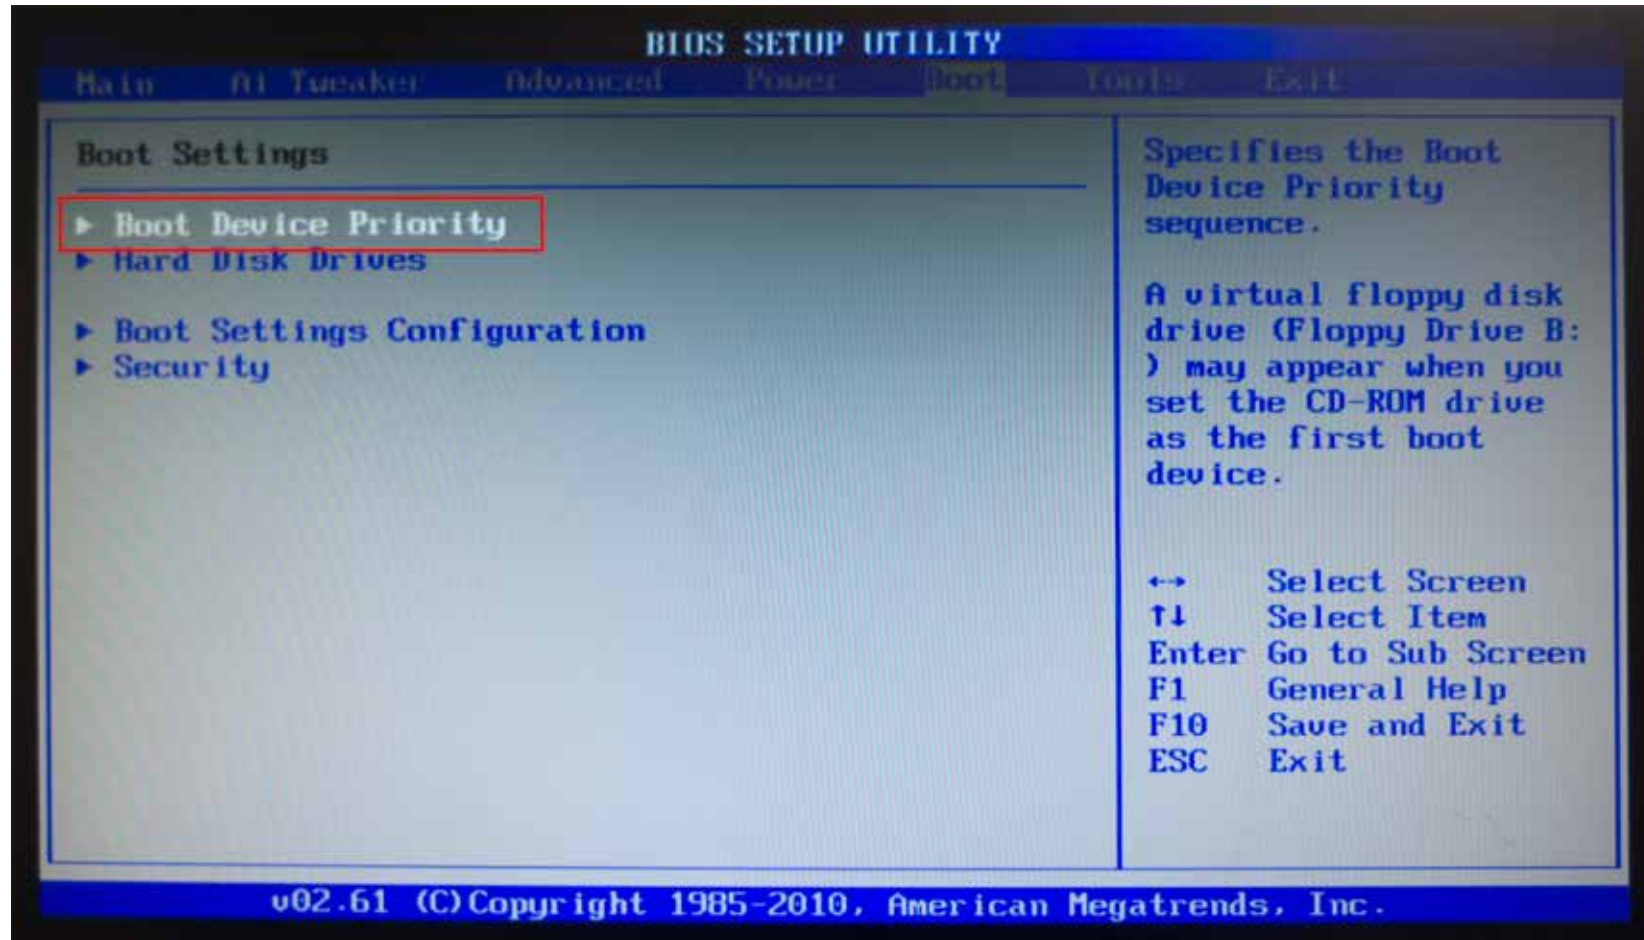 BIOS SETUP UTILITY
Main Ai Tweaker Advanced Power Boot Tools Exit
Boot Settings
▶ Boot Device Priority
▶ Hard Disk Drives
▶ Boot Settings Configuration
▶ Security
Specifies the Boot
Device Priority
sequence.
A virtual floppy disk
drive (Floppy Drive B:
) may appear when you
set the CD-ROM drive
as the first boot
device.
←→ Select Screen
↑↓ Select Item
Enter Go to Sub Screen
F1 General Help
F10 Save and Exit
ESC Exit
v02.61 (C)Copyright 1985-2010, American Megatrends, Inc.